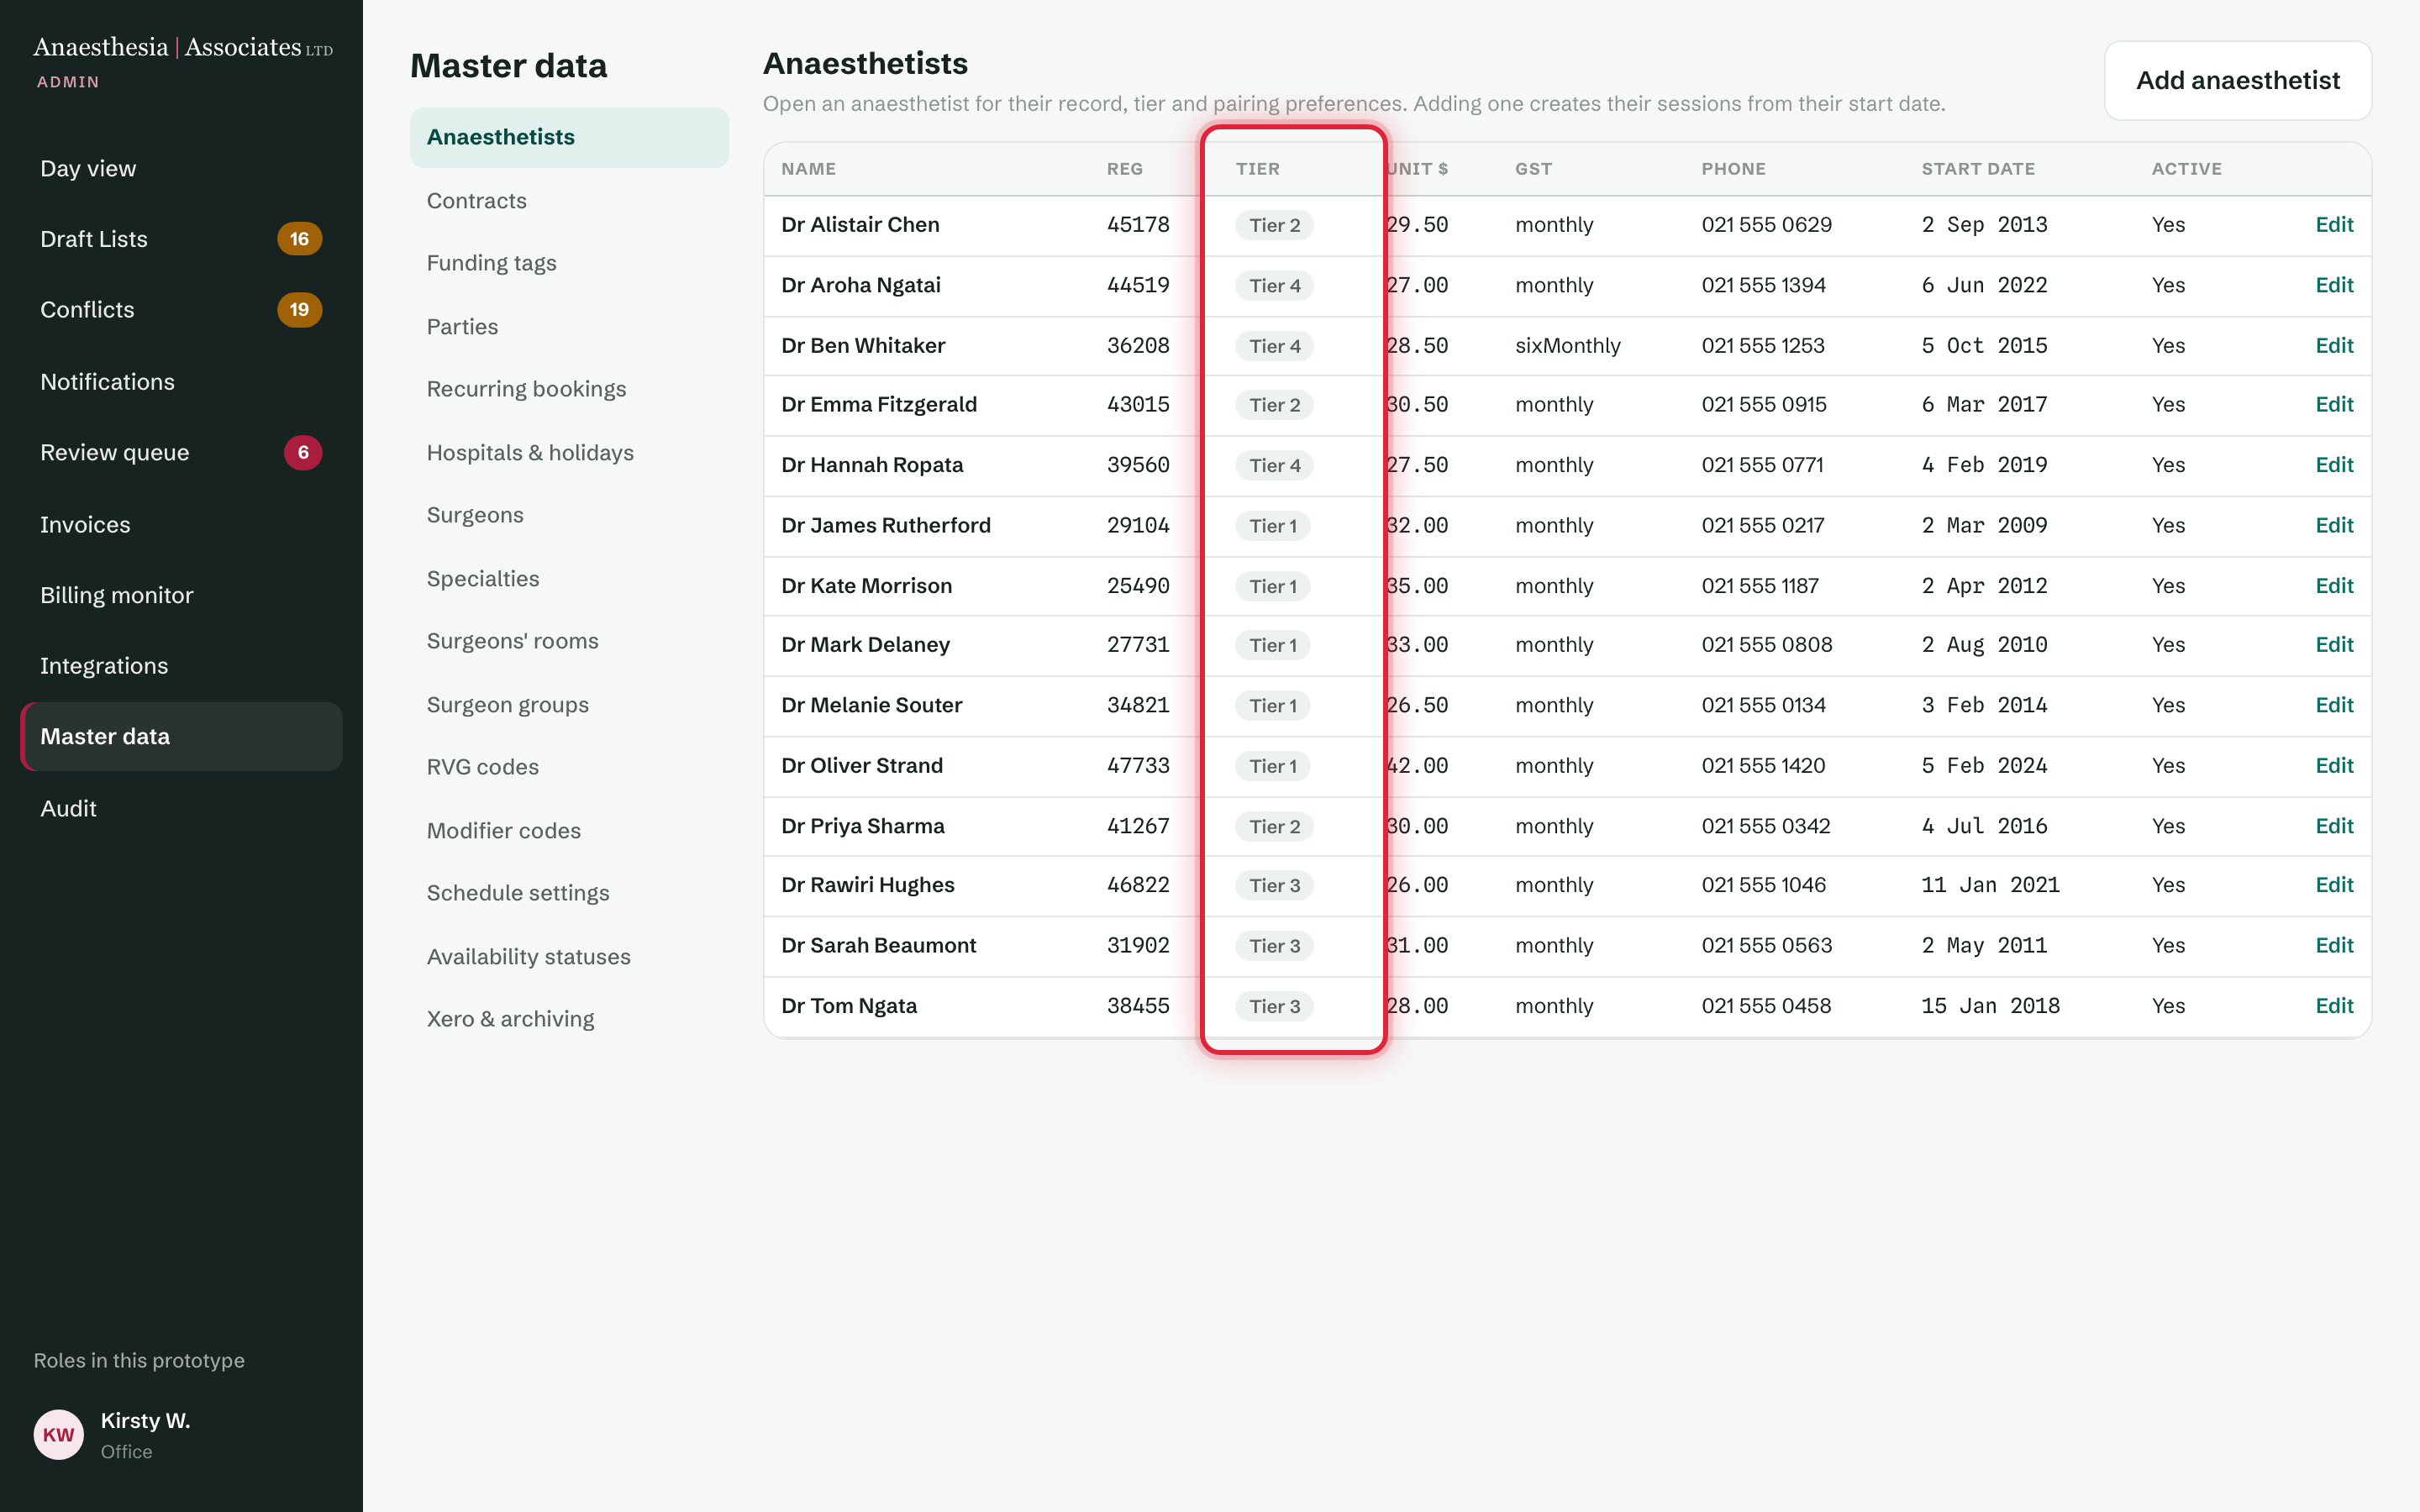 Anaesthesia | Associates LTD
ADMIN
Day view
Draft Lists 16
Conflicts 19
Notifications
Review queue 6
Invoices
Billing monitor
Integrations
Master data
Audit
Roles in this prototype
KW
Kirsty W.
Office
Master data
Anaesthetists
Contracts
Funding tags
Parties
Recurring bookings
Hospitals & holidays
Surgeons
Specialties
Surgeons' rooms
Surgeon groups
RVG codes
Modifier codes
Schedule settings
Availability statuses
Xero & archiving
Anaesthetists
Open an anaesthetist for their record, tier and pairing preferences. Adding one creates their sessions from their start date.
Add anaesthetist
NAME REG TIER UNIT $ GST PHONE START DATE ACTIVE
Dr Alistair Chen 45178 Tier 2 29.50 monthly 021 555 0629 2 Sep 2013 Yes Edit
Dr Aroha Ngatai 44519 Tier 4 27.00 monthly 021 555 1394 6 Jun 2022 Yes Edit
Dr Ben Whitaker 36208 Tier 4 28.50 sixMonthly 021 555 1253 5 Oct 2015 Yes Edit
Dr Emma Fitzgerald 43015 Tier 2 30.50 monthly 021 555 0915 6 Mar 2017 Yes Edit
Dr Hannah Ropata 39560 Tier 4 27.50 monthly 021 555 0771 4 Feb 2019 Yes Edit
Dr James Rutherford 29104 Tier 1 32.00 monthly 021 555 0217 2 Mar 2009 Yes Edit
Dr Kate Morrison 25490 Tier 1 35.00 monthly 021 555 1187 2 Apr 2012 Yes Edit
Dr Mark Delaney 27731 Tier 1 33.00 monthly 021 555 0808 2 Aug 2010 Yes Edit
Dr Melanie Souter 34821 Tier 1 26.50 monthly 021 555 0134 3 Feb 2014 Yes Edit
Dr Oliver Strand 47733 Tier 1 42.00 monthly 021 555 1420 5 Feb 2024 Yes Edit
Dr Priya Sharma 41267 Tier 2 30.00 monthly 021 555 0342 4 Jul 2016 Yes Edit
Dr Rawiri Hughes 46822 Tier 3 26.00 monthly 021 555 1046 11 Jan 2021 Yes Edit
Dr Sarah Beaumont 31902 Tier 3 31.00 monthly 021 555 0563 2 May 2011 Yes Edit
Dr Tom Ngata 38455 Tier 3 28.00 monthly 021 555 0458 15 Jan 2018 Yes Edit